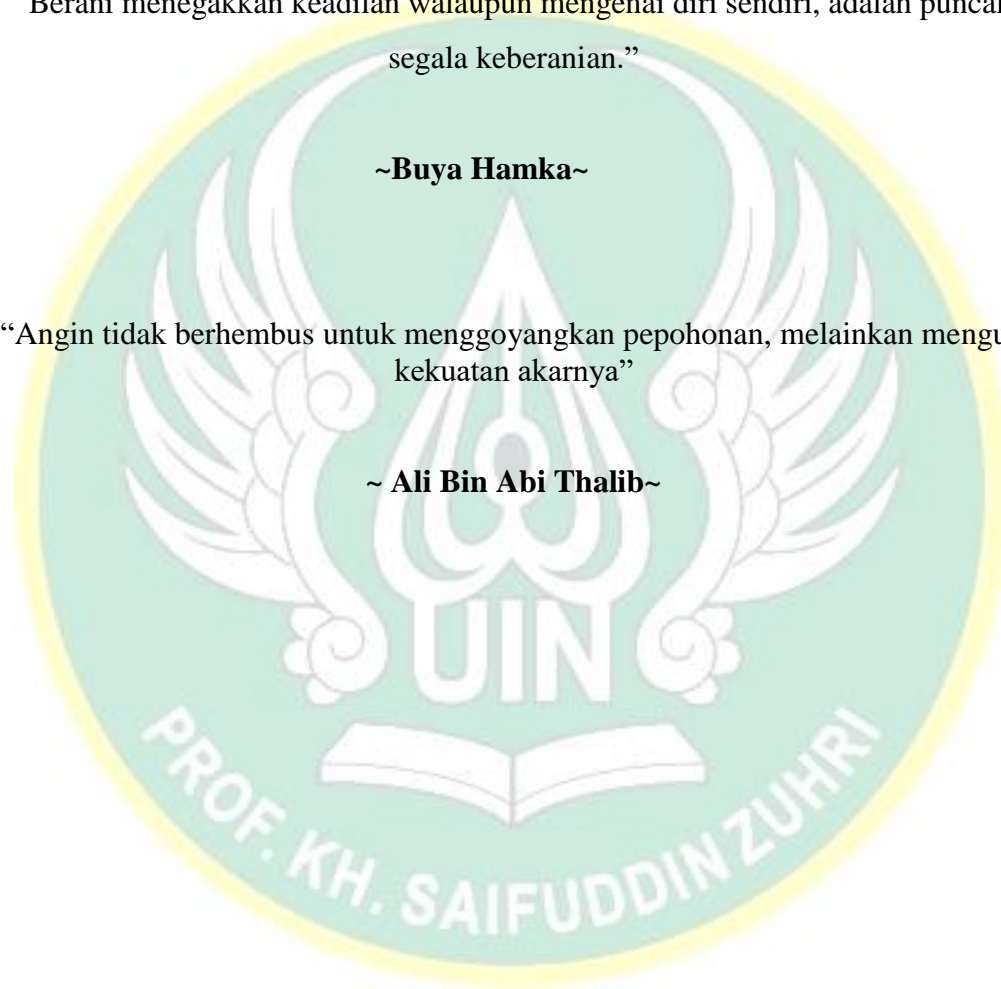 Berani menegakkan keadilan walaupun mengenai diri sendiri, adalah
segala keberanian.”
~Buya Hamka~
“Angin tidak berhembus untuk menggoyangkan pepohonan, melainkan
kekuatan akarnya”
~ Ali Bin Abi Thalib~
UIN
PROF. KH. SAIFUDDIN ZUHRI